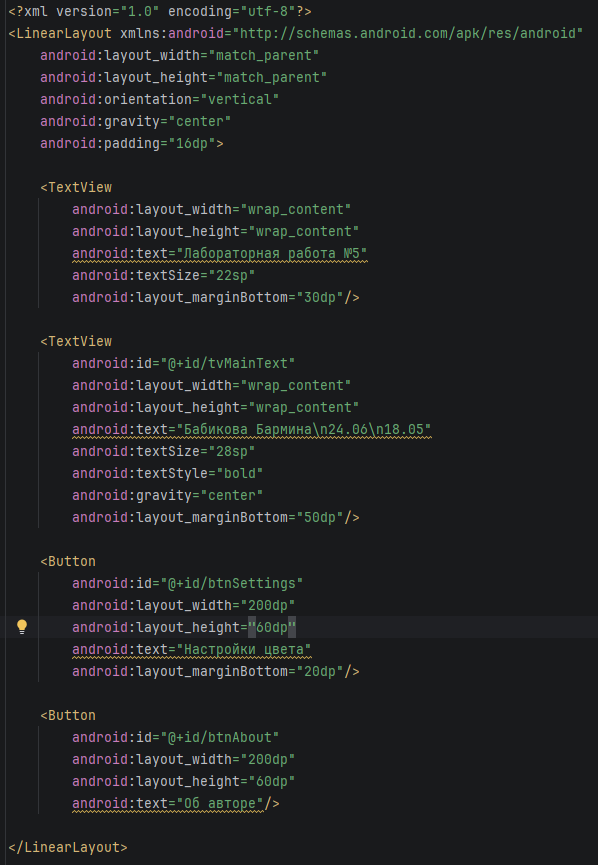 <?xml version="1.0" encoding="utf-8"?>
<LinearLayout xmlns:android="http://schemas.android.com/apk/res/android"
    android:layout_width="match_parent"
    android:layout_height="match_parent"
    android:orientation="vertical"
    android:gravity="center"
    android:padding="16dp">

    <TextView
        android:layout_width="wrap_content"
        android:layout_height="wrap_content"
        android:text="Лабораторная работа №5"
        android:textSize="22sp"
        android:layout_marginBottom="30dp"/>

    <TextView
        android:id="@+id/tvMainText"
        android:layout_width="wrap_content"
        android:layout_height="wrap_content"
        android:text="Бабикова Бармина\n24.06\n18.05"
        android:textSize="28sp"
        android:textStyle="bold"
        android:gravity="center"
        android:layout_marginBottom="50dp"/>

    <Button
        android:id="@+id/btnSettings"
        android:layout_width="200dp"
        android:layout_height="60dp"
        android:text="Настройки цвета"
        android:layout_marginBottom="20dp"/>

    <Button
        android:id="@+id/btnAbout"
        android:layout_width="200dp"
        android:layout_height="60dp"
        android:text="Об авторе"/>

</LinearLayout>